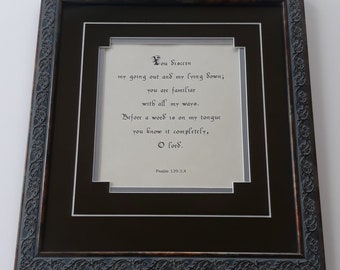 You discern
my going out and my lying down;
you are familiar
with all my ways.
Before a word is on my tongue
you know it completely,
O lord.
Psalm 139:3,4